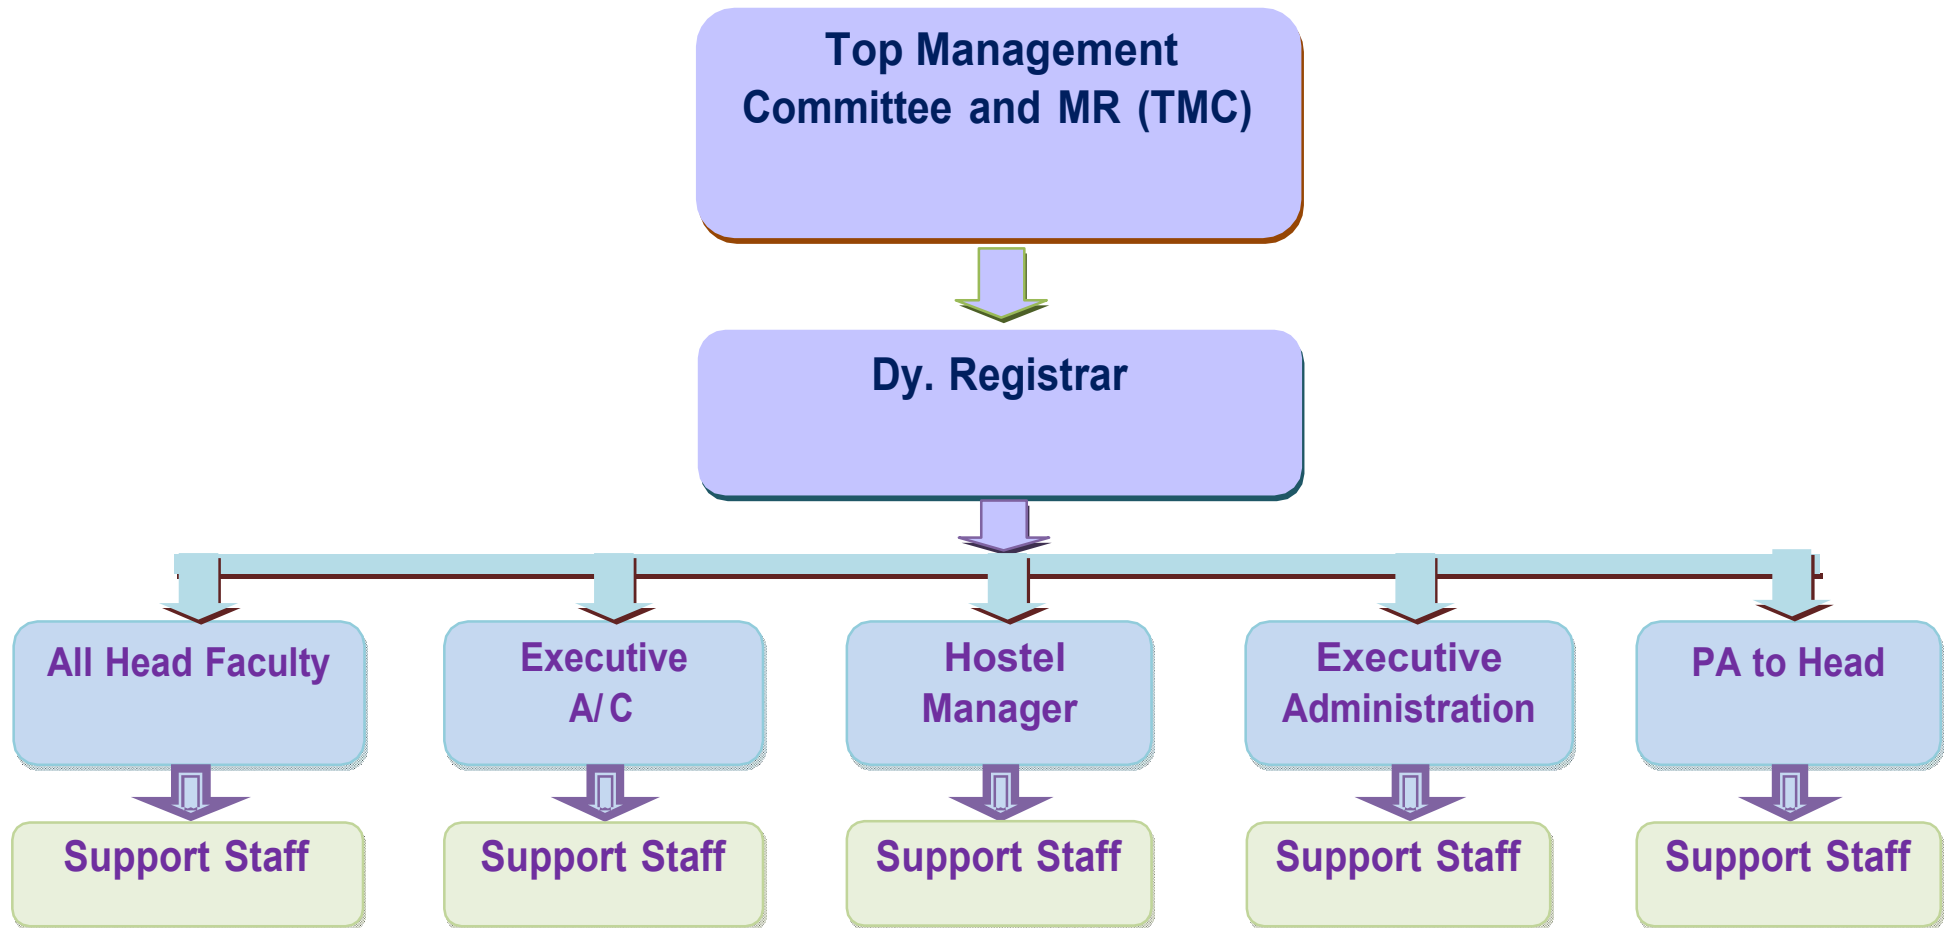 Top Management
Committee and MR (TMC)
Dy. Registrar
All Head Faculty
Executive
A/ C
Hostel
Manager
Executive
Administration
PA to Head
Support Staff
Support Staff
Support Staff
Support Staff
Support Staff